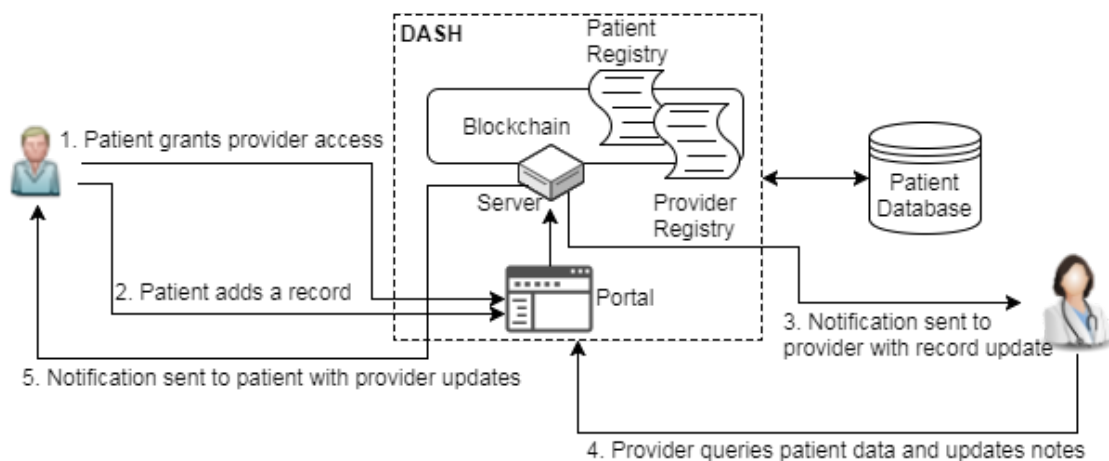 DASH
Patient
Registry
Blockchain
1. Patient grants provider access
Server
Provider
Registry
Patient
Database
2. Patient adds a record
Portal
3. Notification sent to
provider with record update
5. Notification sent to patient with provider updates
4. Provider queries patient data and updates notes